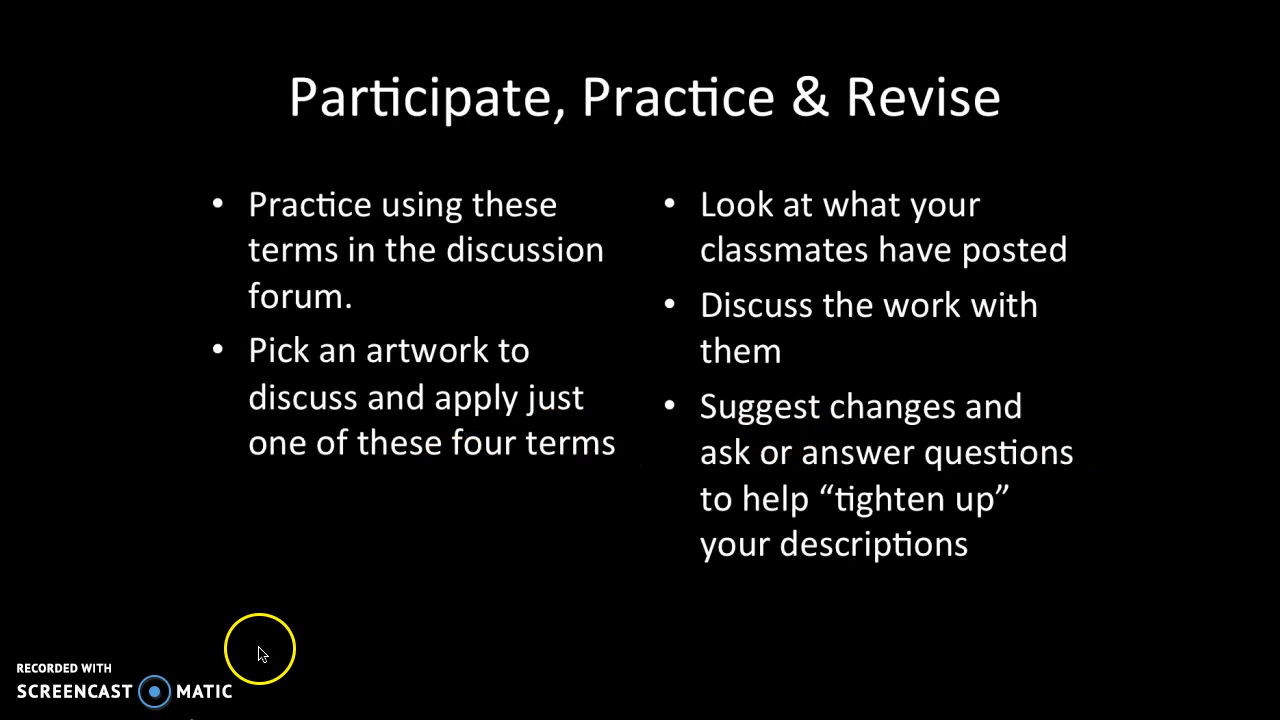 Participate, Practice & Revise
• Practice using these
terms in the discussion
forum.
• Pick an artwork to
discuss and apply just
one of these four terms
• Look at what your
classmates have posted
• Discuss the work with
them
• Suggest changes and
ask or answer questions
to help “tighten up”
your descriptions
RECORDED WITH
SCREENCAST MATIC